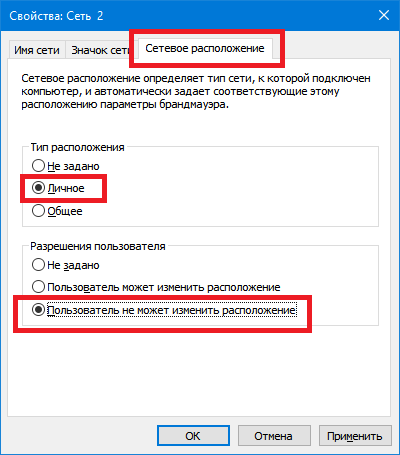 Свойства: Сеть 2
Имя сети
Значок сети
Сетевое расположение
Сетевое расположение определяет тип сети, к которой подключен
компьютер, и автоматически задает соответствующие этому
расположению параметры брандмауэра.
Тип расположения
Не задано
Личное
Общее
Разрешения пользователя
Не задано
Пользователь может изменить расположение
Пользователь не может изменить расположение
OK
Отмена
Применить